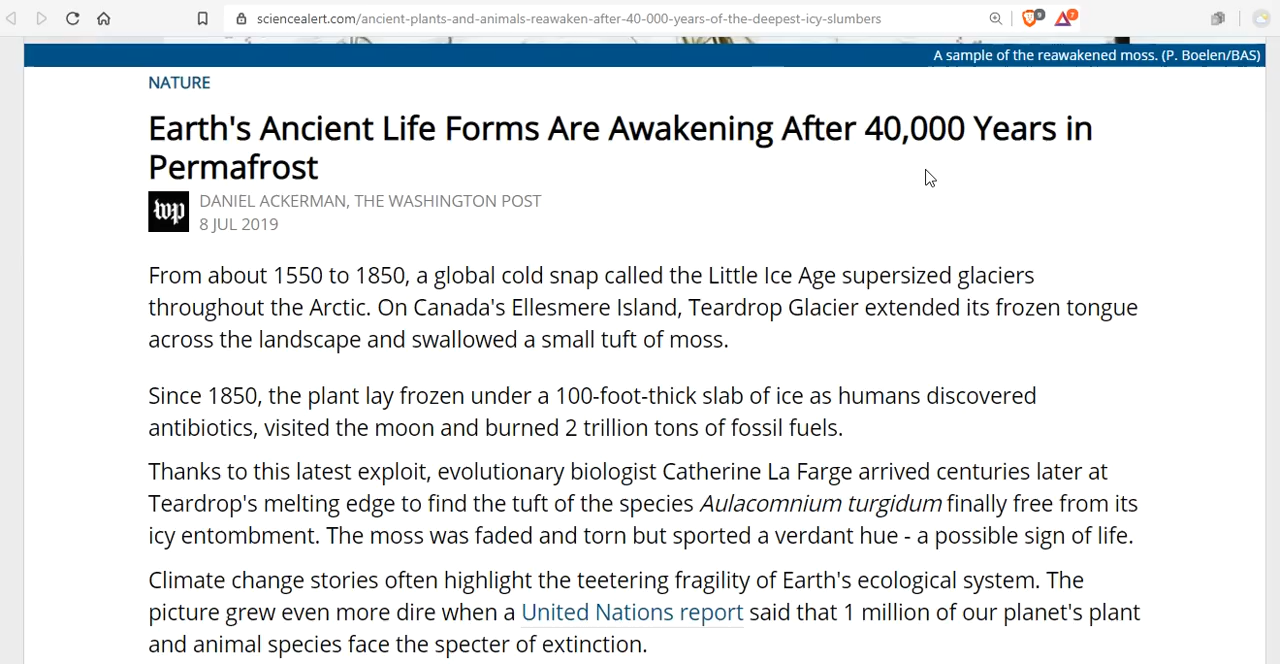 sciencealert.com/ancient-plants-and-animals-reawaken-after-40-000-years-of-the-deepest-icy-slumbers
9
7
A sample of the reawakened moss. (P. Boelen/BAS)
NATURE
Earth's Ancient Life Forms Are Awakening After 40,000 Years in
Permafrost
wp
DANIEL ACKERMAN, THE WASHINGTON POST
8 JUL 2019
From about 1550 to 1850, a global cold snap called the Little Ice Age supersized glaciers
throughout the Arctic. On Canada's Ellesmere Island, Teardrop Glacier extended its frozen tongue
across the landscape and swallowed a small tuft of moss.
Since 1850, the plant lay frozen under a 100-foot-thick slab of ice as humans discovered
antibiotics, visited the moon and burned 2 trillion tons of fossil fuels.
Thanks to this latest exploit, evolutionary biologist Catherine La Farge arrived centuries later at
Teardrop's melting edge to find the tuft of the species Aulacomnium turgidum finally free from its
icy entombment. The moss was faded and torn but sported a verdant hue - a possible sign of life.
Climate change stories often highlight the teetering fragility of Earth's ecological system. The
picture grew even more dire when a United Nations report said that 1 million of our planet's plant
and animal species face the specter of extinction.